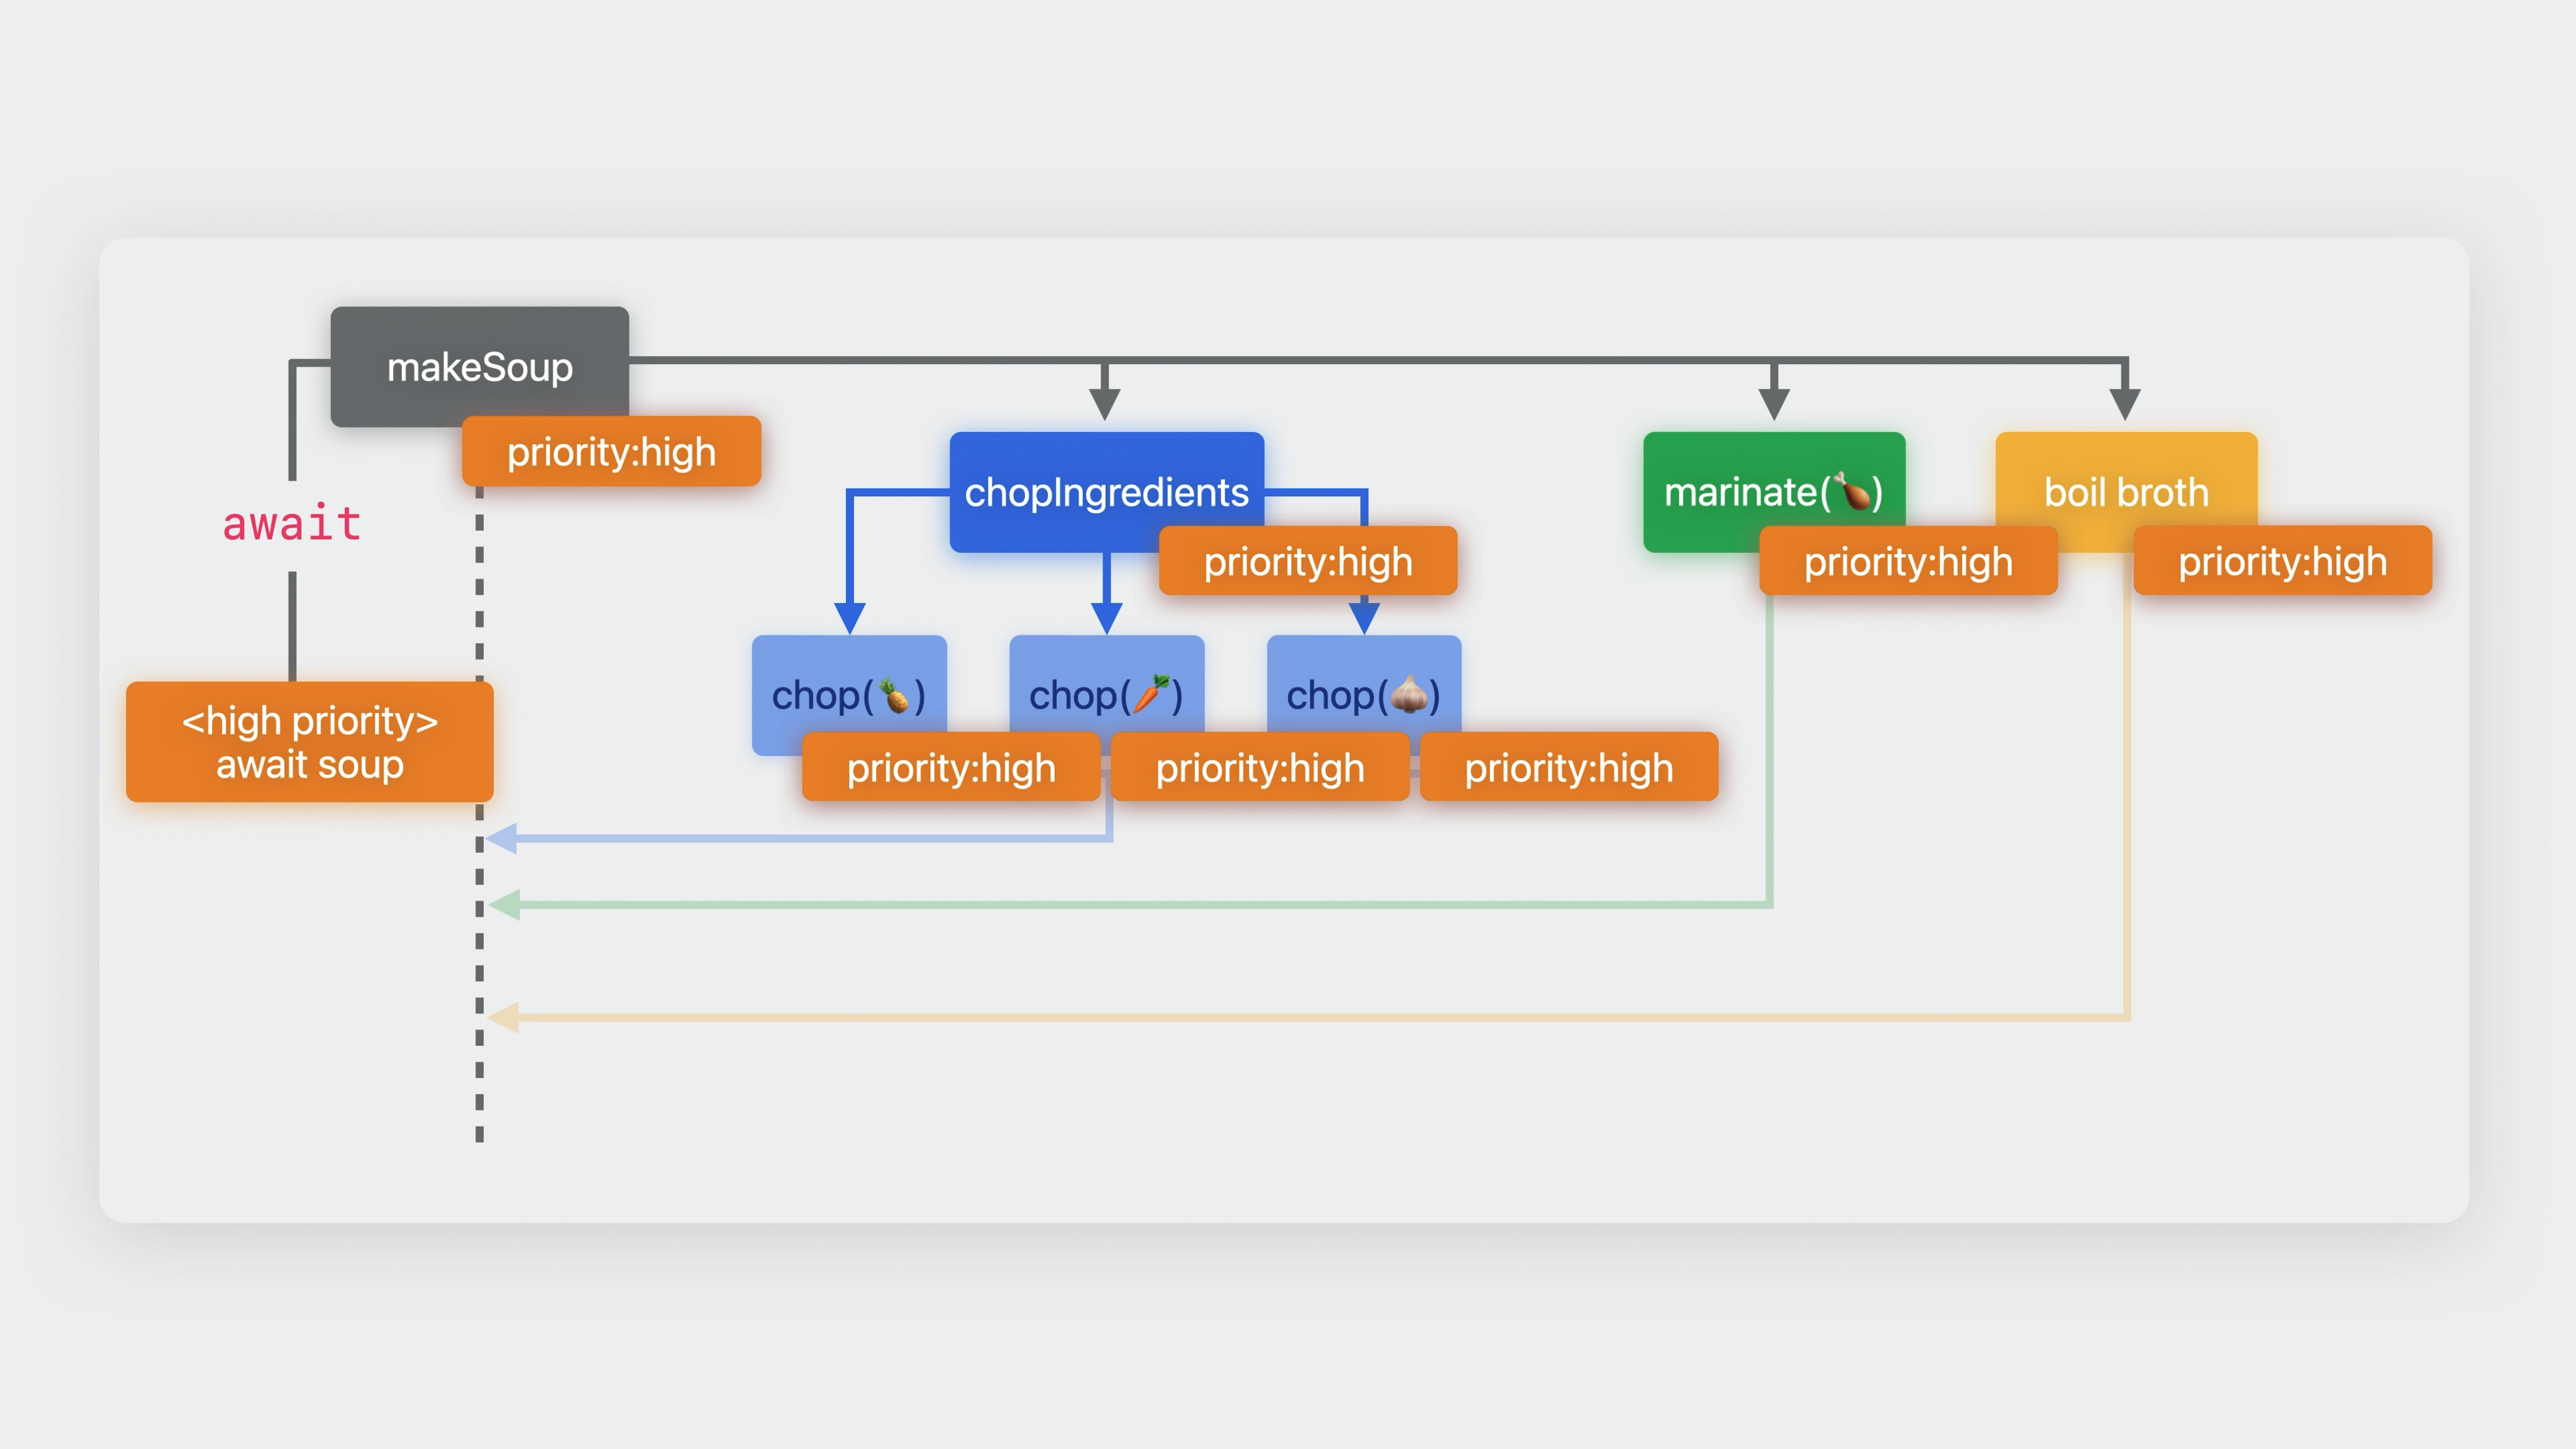 makeSoup
priority:high
await
<high priority>
await soup
chopIngredients
priority:high
chop(🍍)
priority:high
chop(🥕)
priority:high
chop(🧄)
priority:high
marinate(🍗)
priority:high
boil broth
priority:high